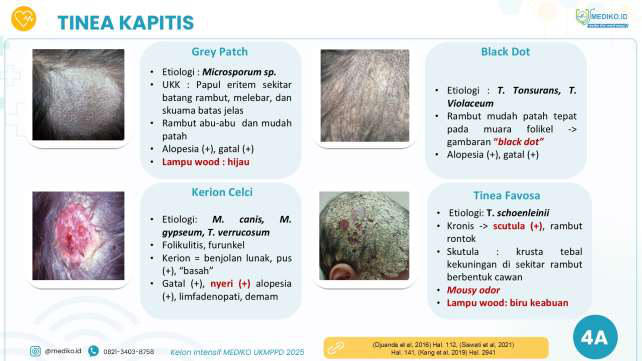 TINEA KAPITIS
MEDIKO.ID
Grey Patch
• Etiologi : Microsporum sp.
• UKK : Papul eritem sekitar
batang rambut, melebar, dan
skuama batas jelas
• Rambut abu-abu dan mudah
patah
• Alopesia (+), gatal (+)
• Lampu wood : hijau
Black Dot
• Etiologi : T. Tonsurans, T.
Violaceum
• Rambut mudah patah tepat
pada muara folikel ->
gambaran "black dot"
• Alopesia (+), gatal (+)
Kerion Celci
• Etiologi: M. canis, M.
gypseum, T. verrucosum
• Folikulitis, furunkel
• Kerion = benjolan lunak, pus
(+), "basah"
• Gatal (+), nyeri (+) alopesia
(+), limfadenopati, demam
Tinea Favosa
• Etiologi: T. schoenleinii
• Kronis -> scutula (+), rambut
rontok
• Skutula : krusta tebal
kekuningan di sekitar rambut
berbentuk cawan
• Mousy odor
• Lampu wood: biru keabuan
@mediko.id
0821-3403-8758
Kelon Intensif MEDIKO UKMPPD 2025
(Djuanda et al, 2016) Hal. 112, (Siswati et al, 2021)
Hal. 141, (Kang et al, 2019) Hal. 2941
4A